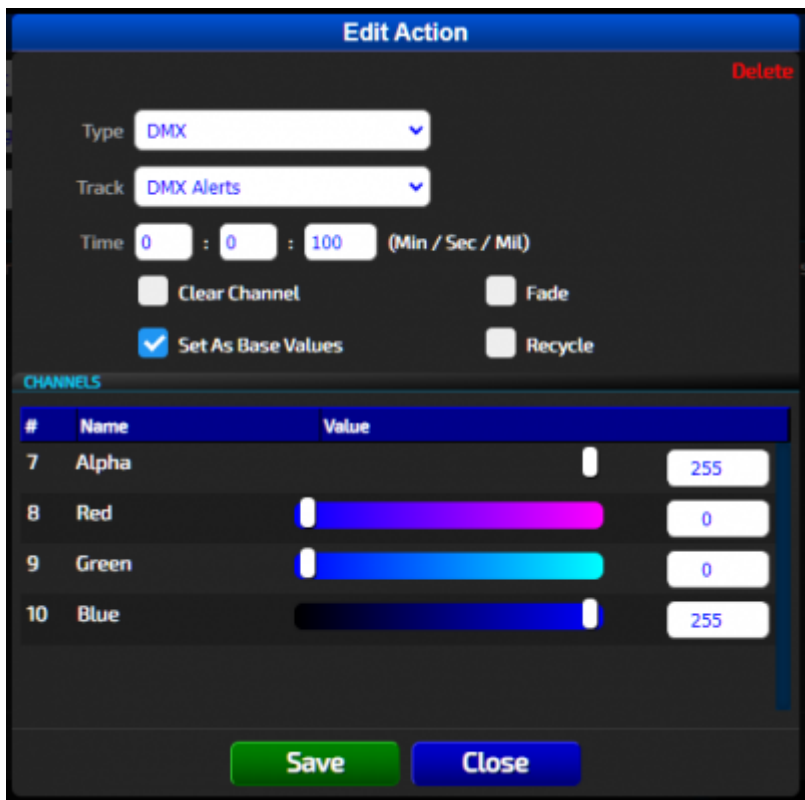 Edit Action
Delete
Type DMX
Track DMX Alerts
Time 0 : 0 : 100 (Min / Sec / Mil)
Clear Channel Fade
Set As Base Values Recycle
CHANNELS
# Name Value
7 Alpha 255
8 Red 0
9 Green 0
10 Blue 255
Save Close